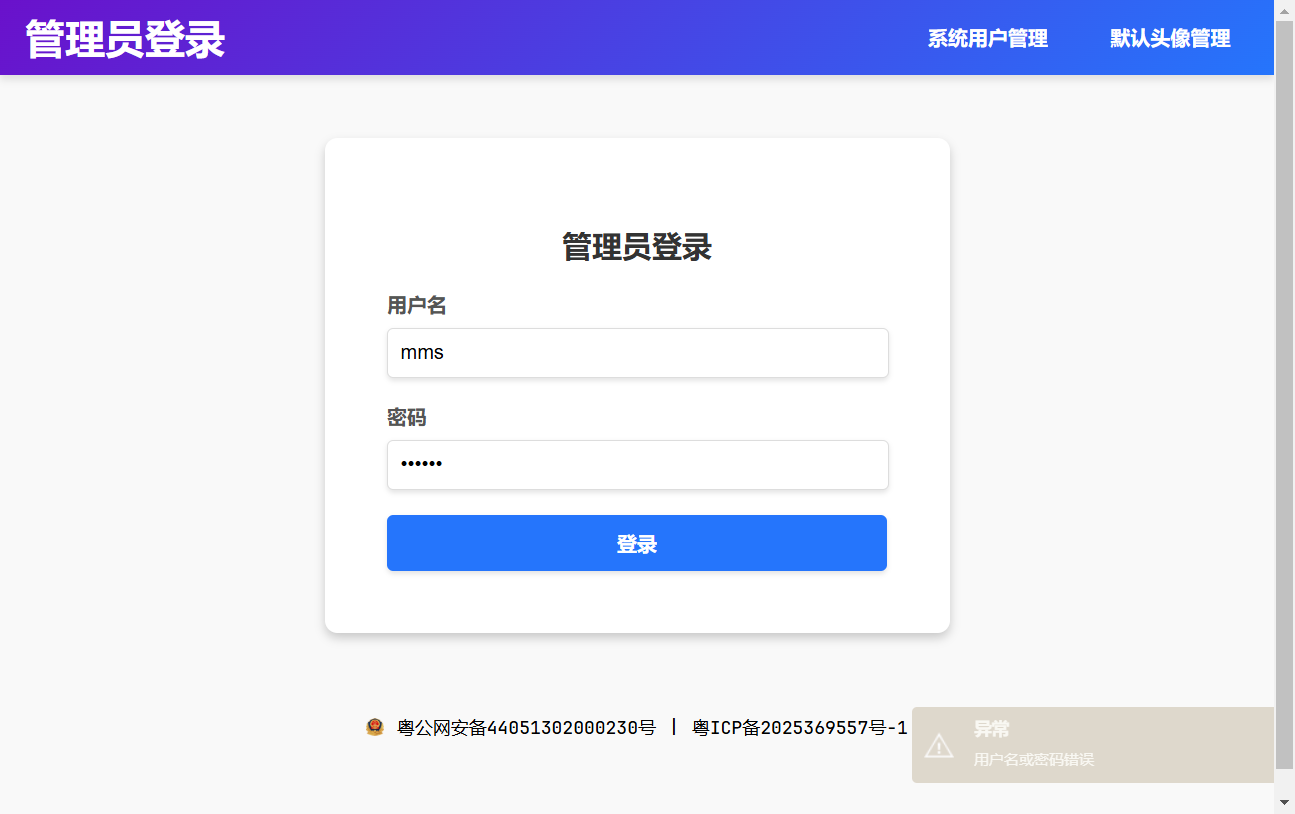 管理员登录
系统用户管理
默认头像管理
管理员登录
用户名
mms
密码
••••••
登录
粤公网安备44051302000230号 | 粤ICP备2025369557号-1
异常
用户名或密码错误